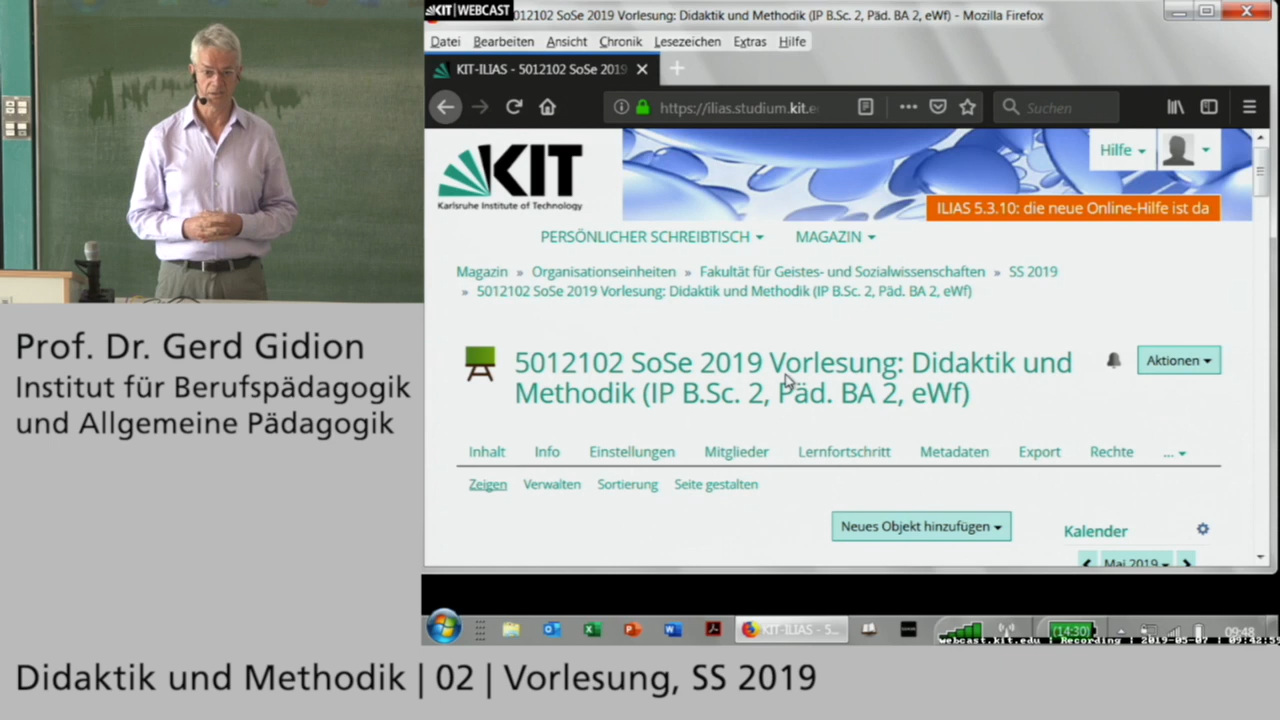 KIT | WEBCAST
5012102 SoSe 2019 Vorlesung: Didaktik und Methodik (IP B.Sc. 2, Päd. BA 2, eWf) - Mozilla Firefox
Datei Bearbeiten Ansicht Chronik Lesezeichen Extras Hilfe
KIT-ILIAS - 5012102 SoSe 2019
https://ilias.studium.kit.e
Suchen
KIT
Karlsruhe Institute of Technology
Hilfe
ILIAS 5.3.10: die neue Online-Hilfe ist da
PERSÖNLICHER SCHREIBTISCH MAGAZIN
Magazin » Organisationseinheiten » Fakultät für Geistes- und Sozialwissenschaften » SS 2019
» 5012102 SoSe 2019 Vorlesung: Didaktik und Methodik (IP B.Sc. 2, Päd. BA 2, eWf)
5012102 SoSe 2019 Vorlesung: Didaktik und
Methodik (IP B.Sc. 2, Päd. BA 2, eWf)
Aktionen
Inhalt Info Einstellungen Mitglieder Lernfortschritt Metadaten Export Rechte ...
Zeigen Verwalten Sortierung Seite gestalten
Neues Objekt hinzufügen
Kalender
Mai 2019
KIT-ILIAS - 5...
(14:30)
09:48
webcast.kit.edu | Recording | 2019-05-07 | 09:42:59
Prof. Dr. Gerd Gidion
Institut für Berufspädagogik
und Allgemeine Pädagogik
Didaktik und Methodik | 02 | Vorlesung, SS 2019